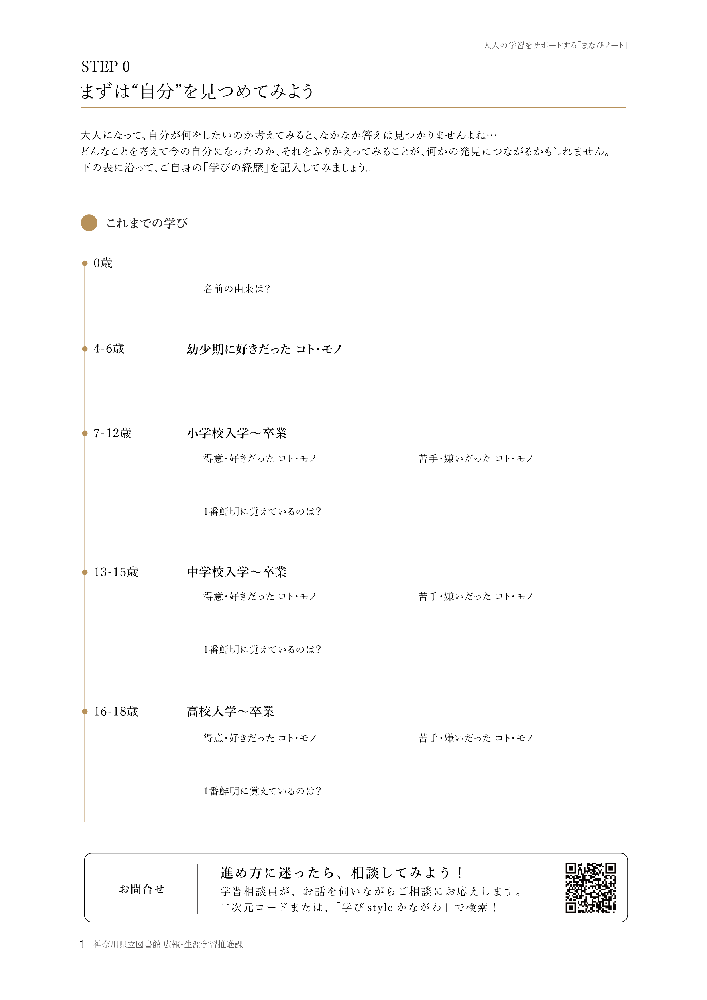 大人の学習をサポートする「まなびノート」
STEP 0
まずは“自分”を見つめてみよう
大人になって、自分が何をしたいのか考えてみると、なかなか答えは見つかりませんよね…
どんなことを考えて今の自分になったのか、それをふりかえってみることが、何かの発見につながるかもしれません。
下の表に沿って、ご自身の「学びの経歴」を記入してみましょう。
これまでの学び
0歳
名前の由来は？
4-6歳 幼少期に好きだった コト・モノ
7-12歳 小学校入学～卒業
得意・好きだった コト・モノ 苦手・嫌いだった コト・モノ
1番鮮明に覚えているのは？
13-15歳 中学校入学～卒業
得意・好きだった コト・モノ 苦手・嫌いだった コト・モノ
1番鮮明に覚えているのは？
16-18歳 高校入学～卒業
得意・好きだった コト・モノ 苦手・嫌いだった コト・モノ
1番鮮明に覚えているのは？
お問合せ
進め方に迷ったら、相談してみよう！
学習相談員が、お話を伺いながらご相談にお応えします。
二次元コードまたは、「学び style かながわ」で検索！
1 神奈川県立図書館 広報・生涯学習推進課